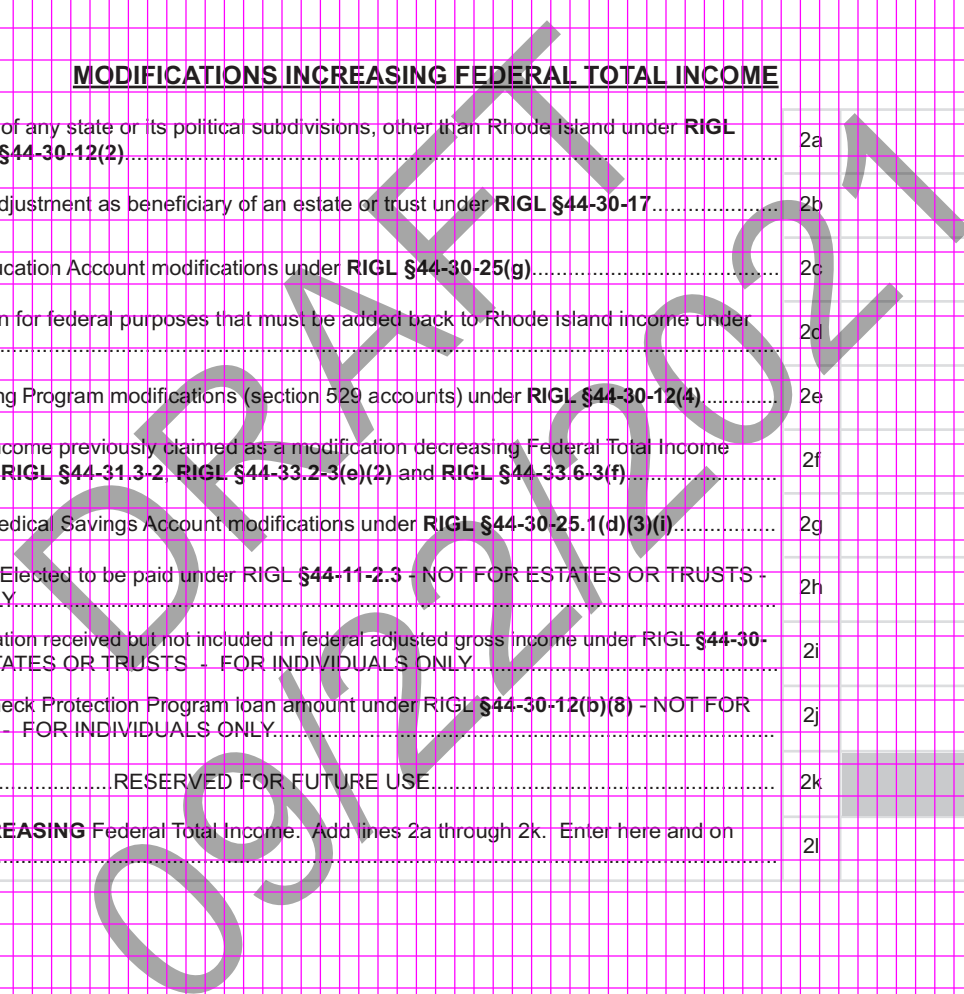 MODIFICATIONS INCREASING FEDERAL TOTAL INCOME
of any state or its political subdivisions, other than Rhode Island under RIGL
§44-30-12(2)........................ 2a
djustment as beneficiary of an estate or trust under RIGL §44-30-17........................ 2b
ucation Account modifications under RIGL §44-30-25(g)........................ 2c
n for federal purposes that must be added back to Rhode Island income under
........................ 2d
ng Program modifications (section 529 accounts) under RIGL §44-30-12(4)............. 2e
ncome previously claimed as a modification decreasing Federal Total Income
RIGL §44-31.3-2, RIGL §44-33.2-3(e)(2) and RIGL §44-33.6-3(f)........................ 2f
edical Savings Account modifications under RIGL §44-30-25.1(d)(3)(i)................. 2g
Elected to be paid under RIGL §44-11-2.3 - NOT FOR ESTATES OR TRUSTS -
Y........................ 2h
ation received but not included in federal adjusted gross income under RIGL §44-30-
TATES OR TRUSTS - FOR INDIVIDUALS ONLY........................ 2i
eck Protection Program loan amount under RIGL §44-30-12(b)(8) - NOT FOR
- FOR INDIVIDUALS ONLY........................ 2j
....................RESERVED FOR FUTURE USE........................ 2k
REASING Federal Total Income. Add lines 2a through 2k. Enter here and on
........................ 2l
DRAFT
09/22/2021